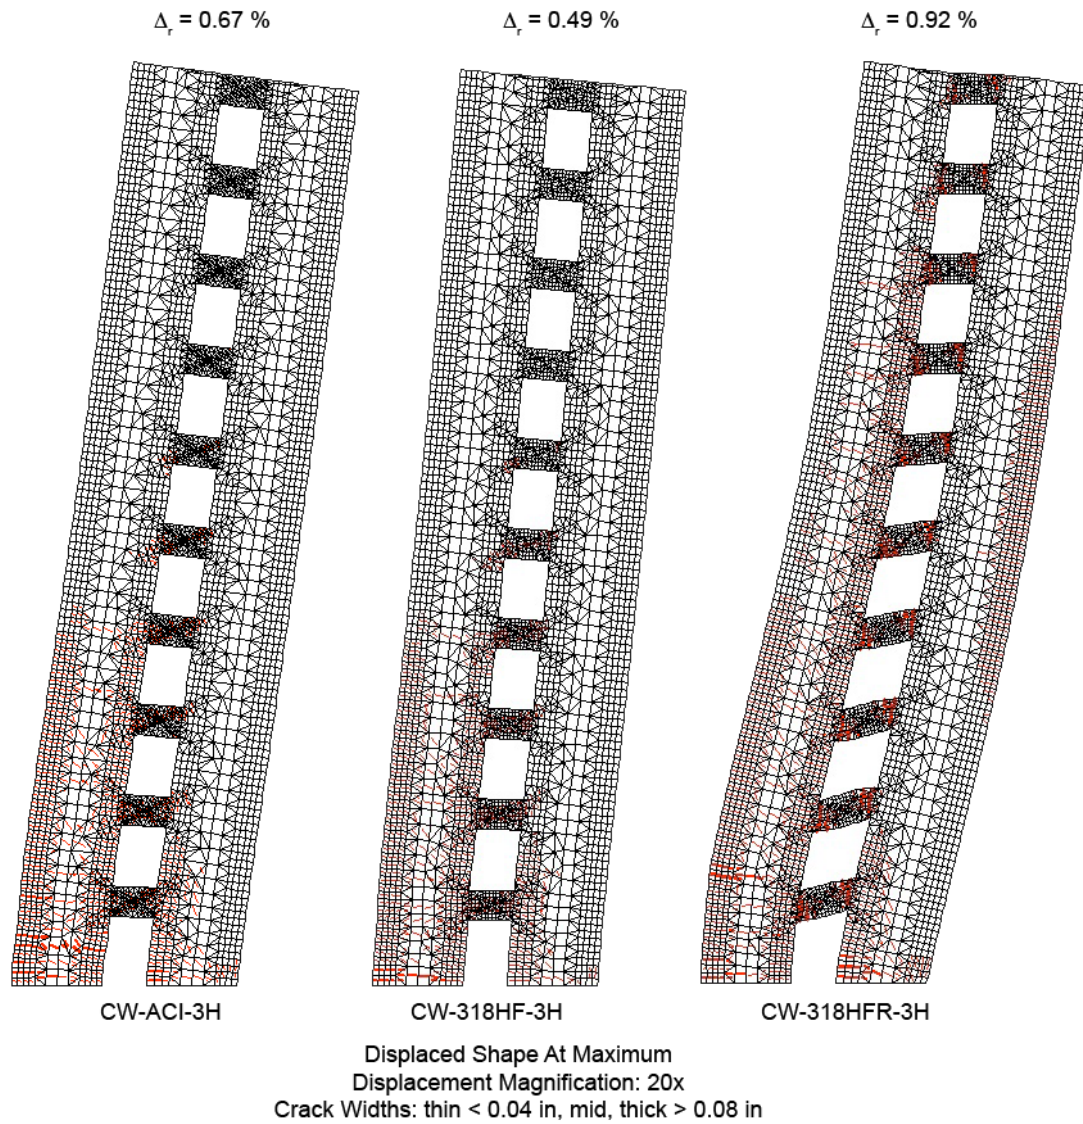 Δr = 0.67 %
Δr = 0.49 %
Δr = 0.92 %
CW-ACI-3H
CW-318HF-3H
CW-318HFR-3H
Displaced Shape At Maximum
Displacement Magnification: 20x
Crack Widths: thin < 0.04 in, mid, thick > 0.08 in